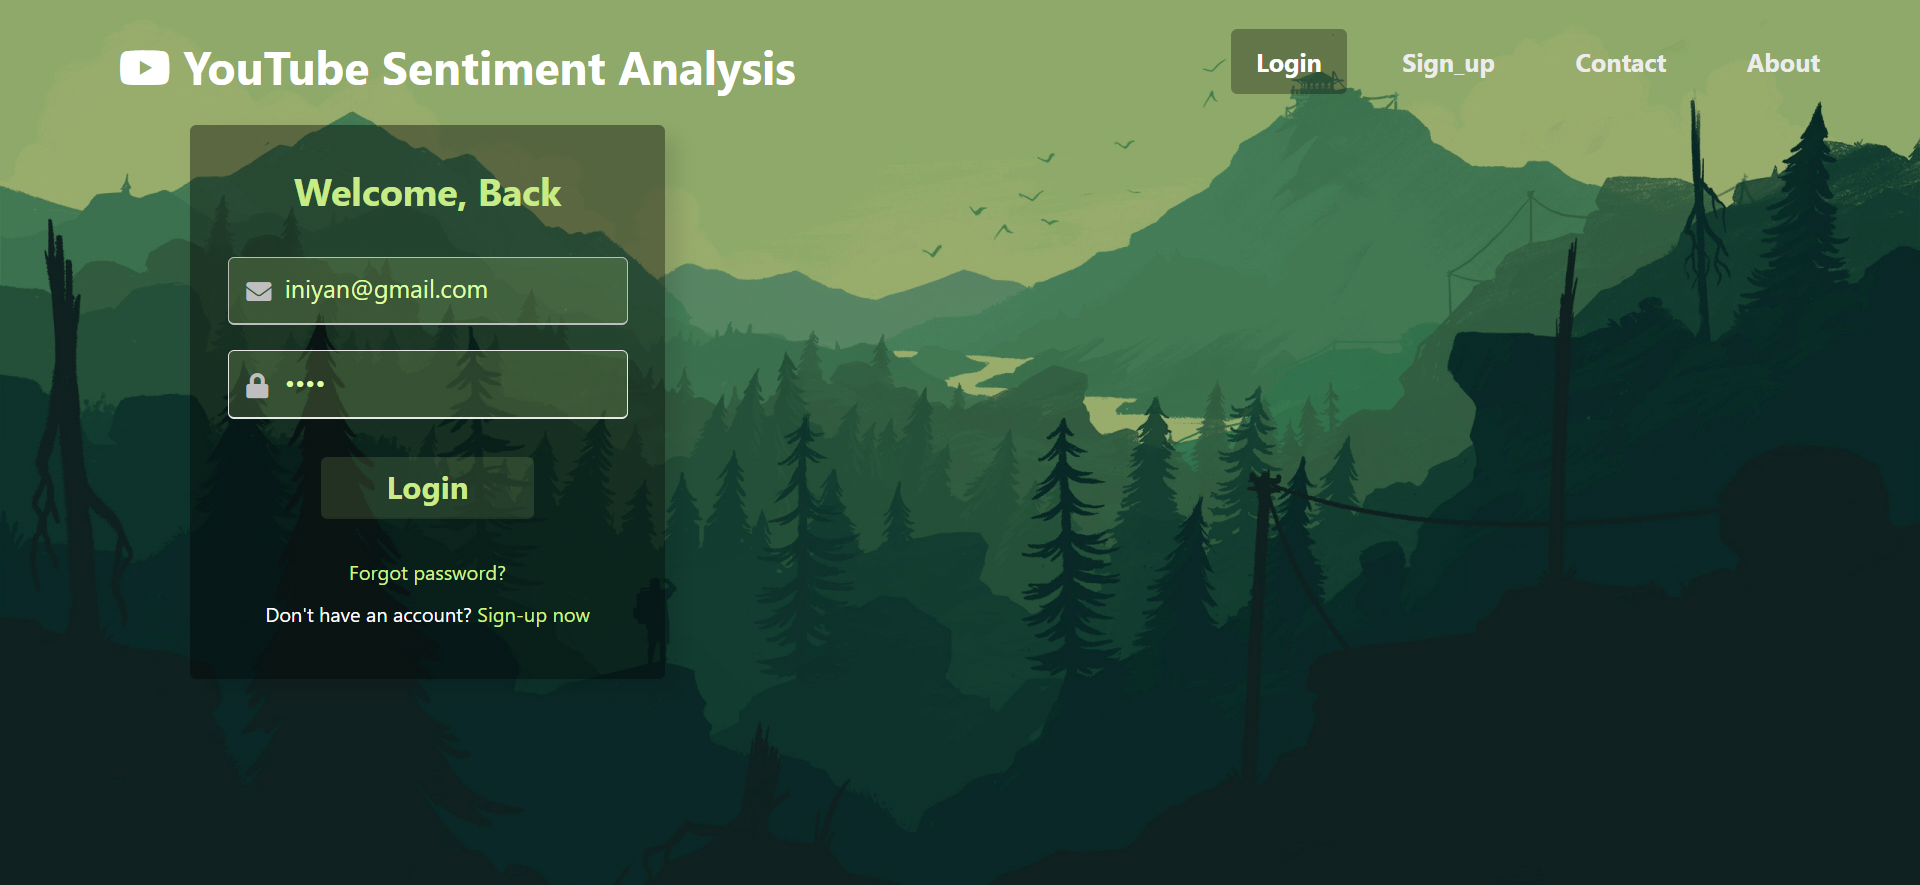 YouTube Sentiment Analysis
Login Sign_up Contact About
Welcome, Back
iniyan@gmail.com
••••
Login
Forgot password?
Don't have an account? Sign-up now